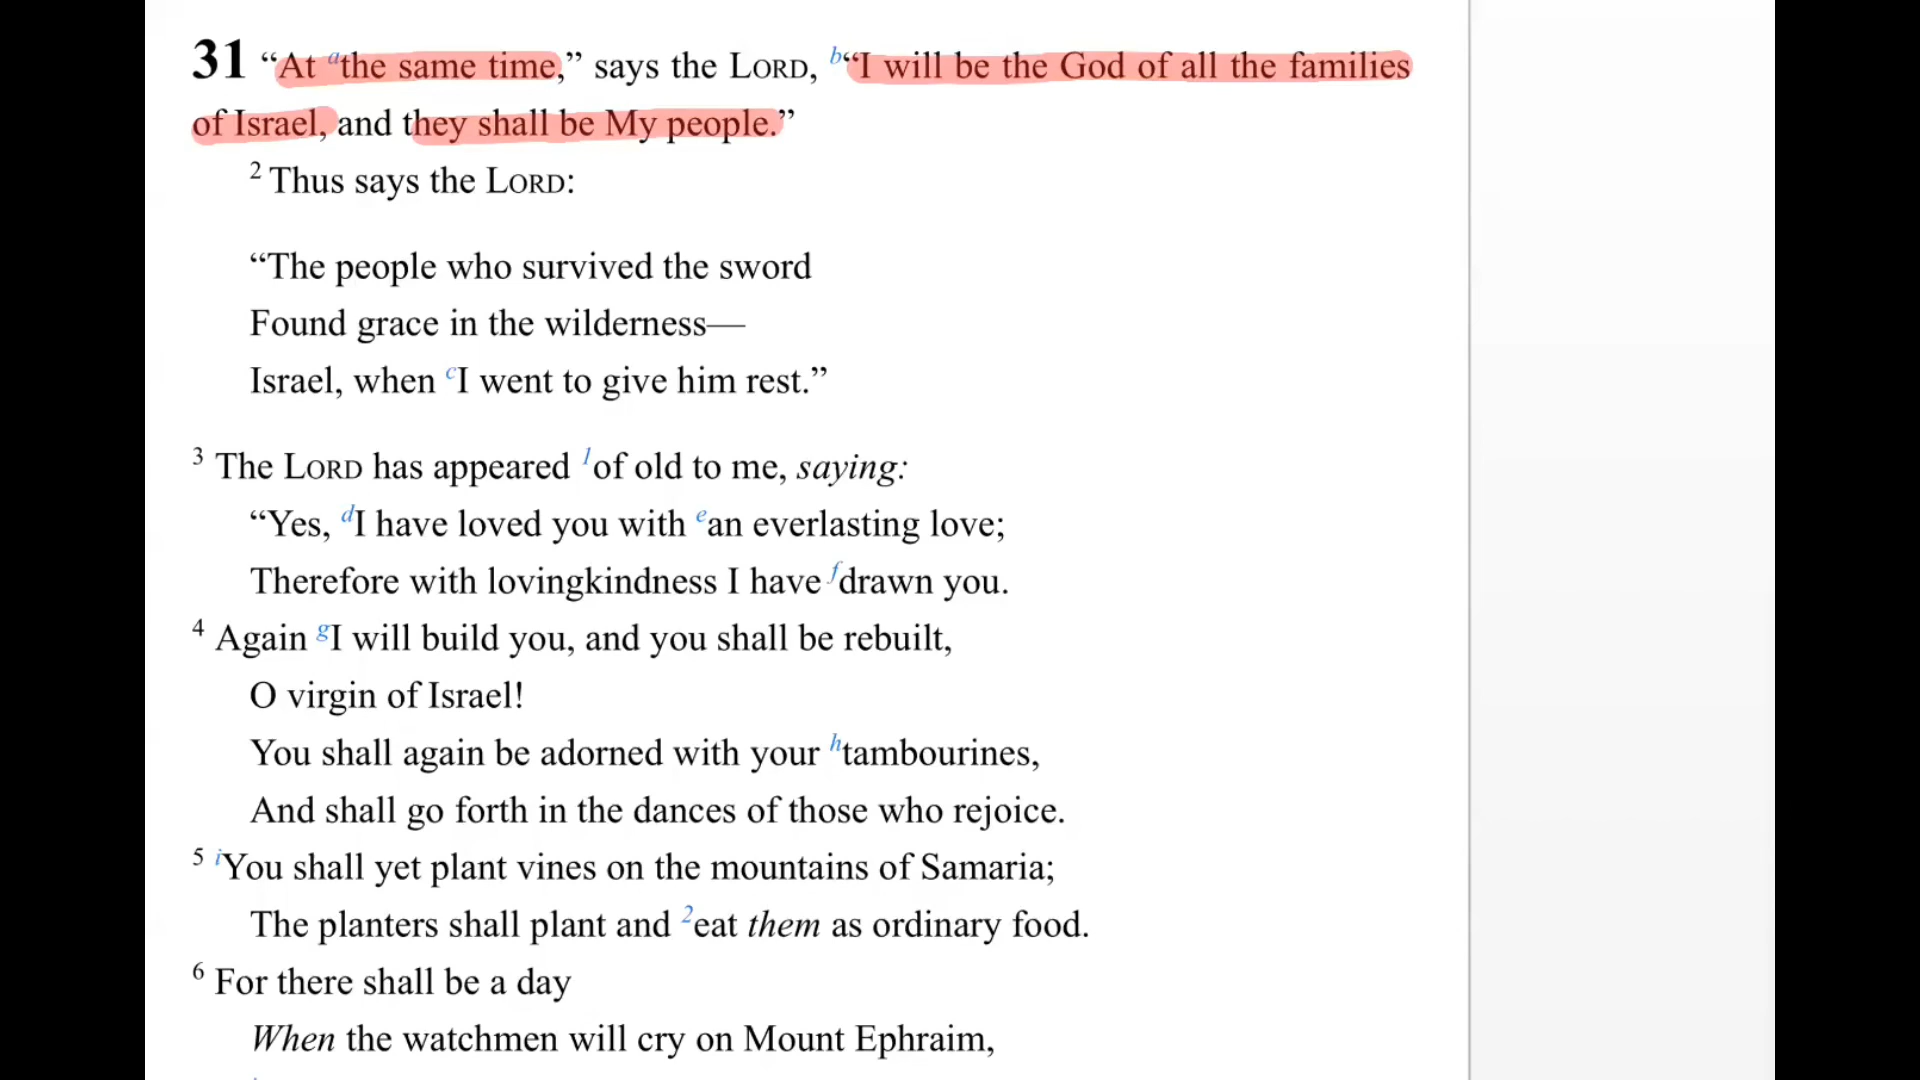 31 “At ᵃthe same time,” says the LORD, ᵇ“I will be the God of all the families
of Israel, and they shall be My people.”
² Thus says the LORD:
“The people who survived the sword
Found grace in the wilderness—
Israel, when ᶜI went to give him rest.”
³ The LORD has appeared ¹of old to me, saying:
“Yes, ᵈI have loved you with ᵉan everlasting love;
Therefore with lovingkindness I have ᶠdrawn you.
⁴ Again ᵍI will build you, and you shall be rebuilt,
O virgin of Israel!
You shall again be adorned with your ʰtambourines,
And shall go forth in the dances of those who rejoice.
⁵ ⁱYou shall yet plant vines on the mountains of Samaria;
The planters shall plant and ²eat them as ordinary food.
⁶ For there shall be a day
When the watchmen will cry on Mount Ephraim,